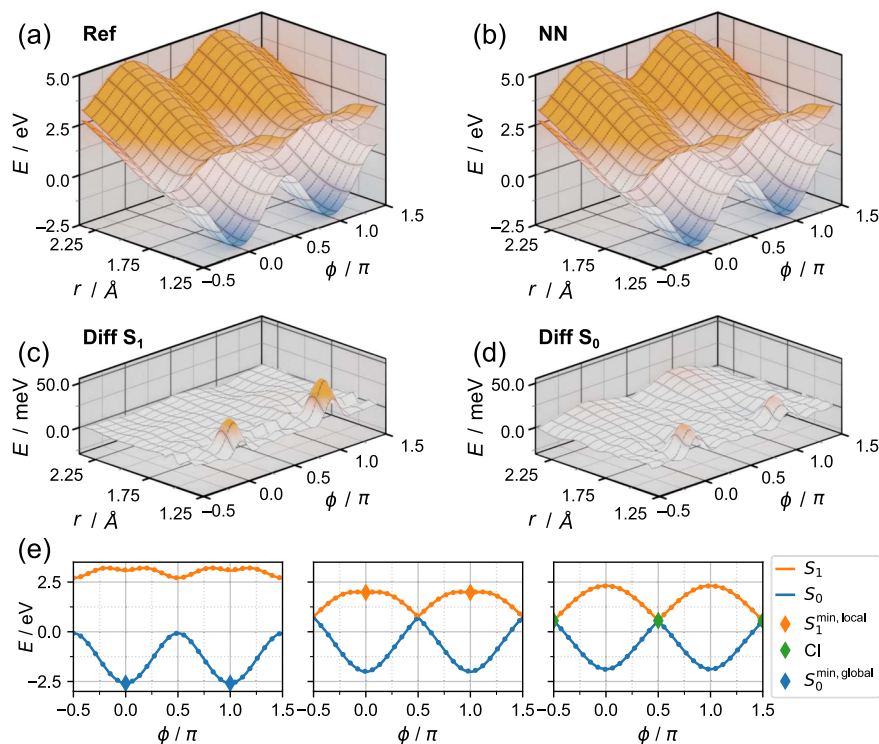 (a) Ref
5.0
2.5
0.0
−2.5
E / eV
2.25
1.75
1.25
r / Å
−0.5
0.0
0.5
1.0
1.5
ϕ / π
(b) NN
5.0
2.5
0.0
−2.5
E / eV
2.25
1.75
1.25
r / Å
−0.5
0.0
0.5
1.0
1.5
ϕ / π
(c) Diff S₁
50.0
0.0
E / meV
2.25
1.75
1.25
r / Å
−0.5
0.0
0.5
1.0
1.5
ϕ / π
(d) Diff S₀
50.0
0.0
E / meV
2.25
1.75
1.25
r / Å
−0.5
0.0
0.5
1.0
1.5
ϕ / π
(e)
2.5
0.0
−2.5
E / eV
−0.5 0.0 0.5 1.0 1.5
ϕ / π
−0.5 0.0 0.5 1.0 1.5
ϕ / π
−0.5 0.0 0.5 1.0 1.5
ϕ / π
S₁
S₀
S₁^min, local
CI
S₀^min, global